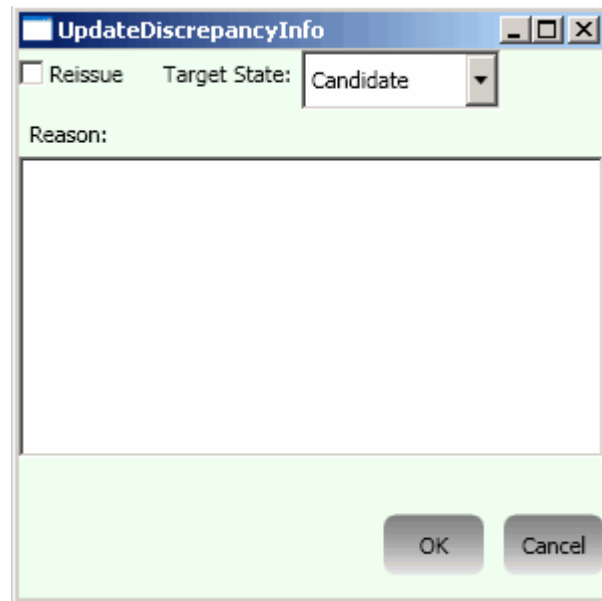 UpdateDiscrepancyInfo
Reissue Target State: Candidate
Reason:
OK Cancel